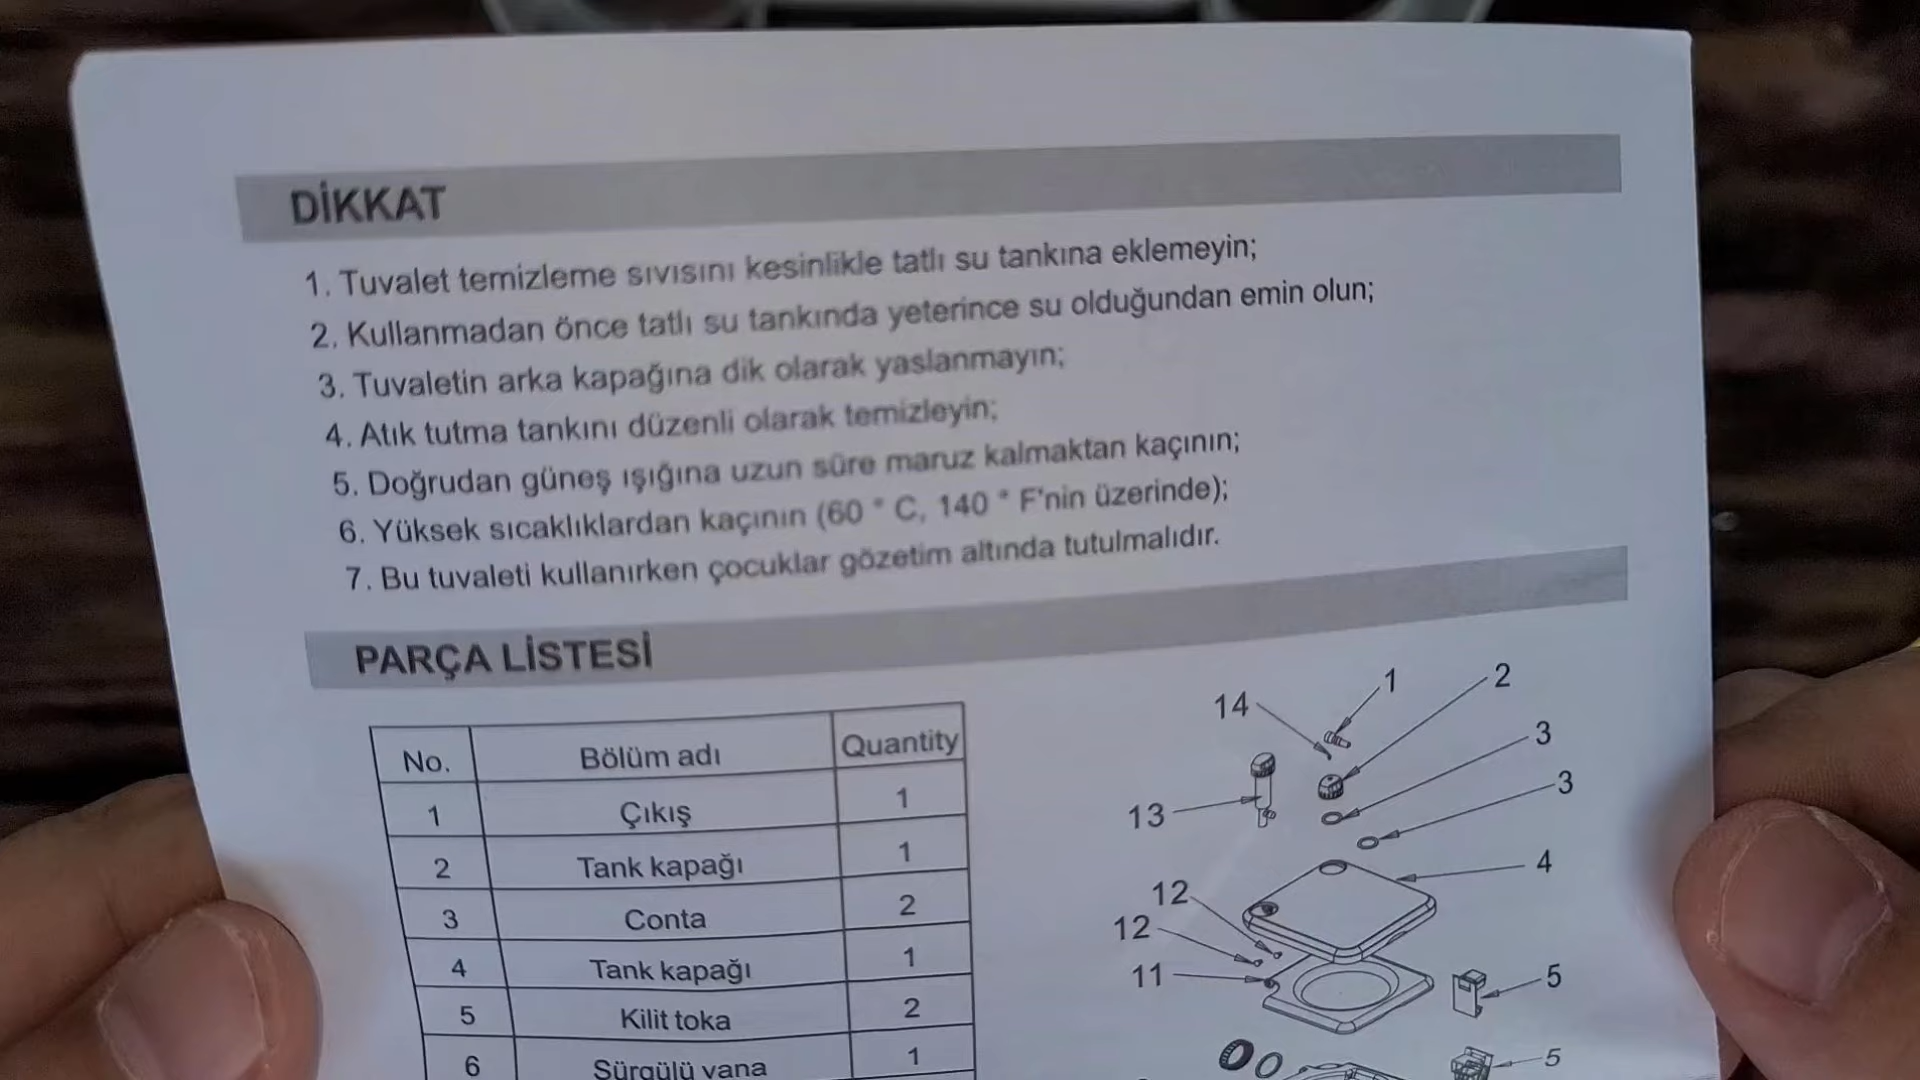 DİKKAT
1. Tuvalet temizleme sıvısını kesinlikle tatlı su tankına eklemeyin;
2. Kullanmadan önce tatlı su tankında yeterince su olduğundan emin olun;
3. Tuvaletin arka kapağına dik olarak yaslanmayın;
4. Atık tutma tankını düzenli olarak temizleyin;
5. Doğrudan güneş ışığına uzun süre maruz kalmaktan kaçının;
6. Yüksek sıcaklıklardan kaçının (60 ° C, 140 ° F'nin üzerinde);
7. Bu tuvaleti kullanırken çocuklar gözetim altında tutulmalıdır.
PARÇA LİSTESİ
No. Bölüm adı Quantity
1 Çıkış 1
2 Tank kapağı 1
3 Conta 2
4 Tank kapağı 1
5 Kilit toka 2
6 Sürgülü vana 1
14 1 2
3
3
13
4
12
12
11
5
5